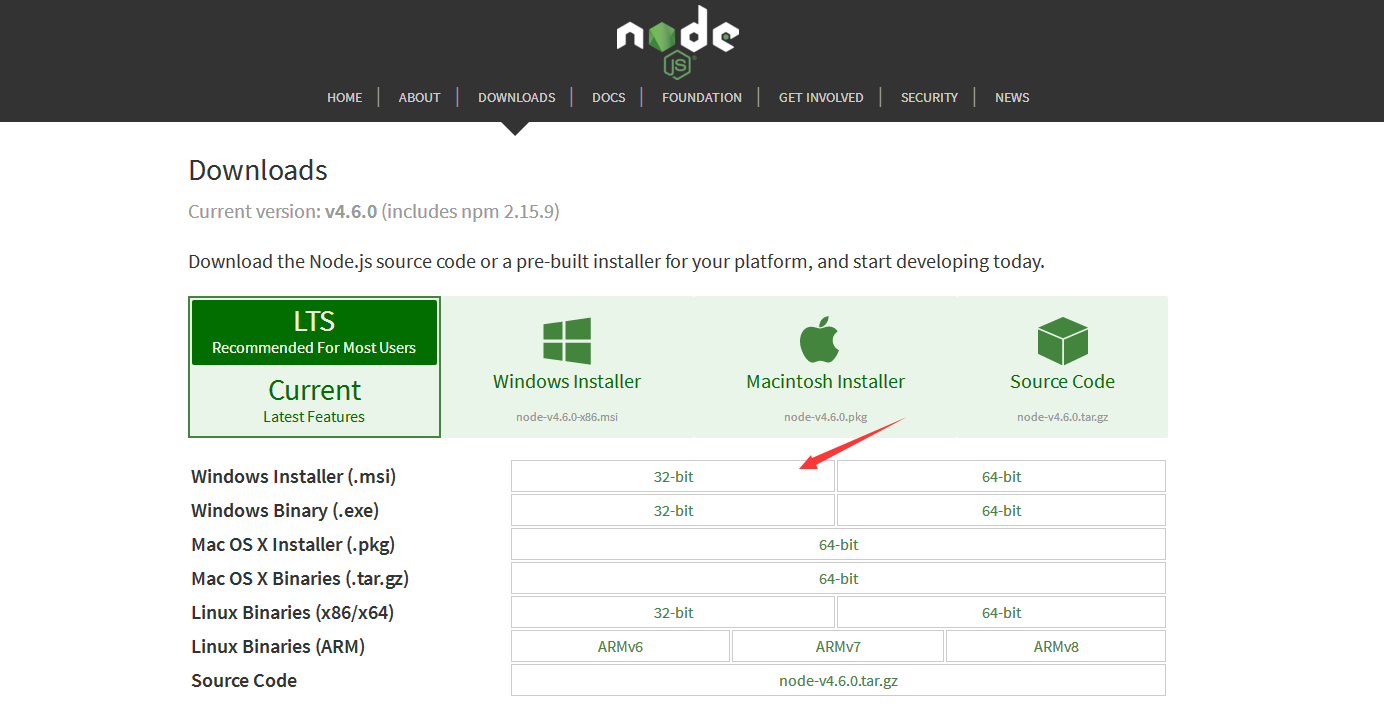 node
JS
HOME ABOUT DOWNLOADS DOCS FOUNDATION GET INVOLVED SECURITY NEWS
Downloads
Current version: v4.6.0 (includes npm 2.15.9)
Download the Node.js source code or a pre-built installer for your platform, and start developing today.
LTS
Recommended For Most Users
Current
Latest Features
Windows Installer
node-v4.6.0-x86.msi
Macintosh Installer
node-v4.6.0.pkg
Source Code
node-v4.6.0.tar.gz
Windows Installer (.msi) 32-bit 64-bit
Windows Binary (.exe) 32-bit 64-bit
Mac OS X Installer (.pkg) 64-bit
Mac OS X Binaries (.tar.gz) 64-bit
Linux Binaries (x86/x64) 32-bit 64-bit
Linux Binaries (ARM) ARMv6 ARMv7 ARMv8
Source Code node-v4.6.0.tar.gz